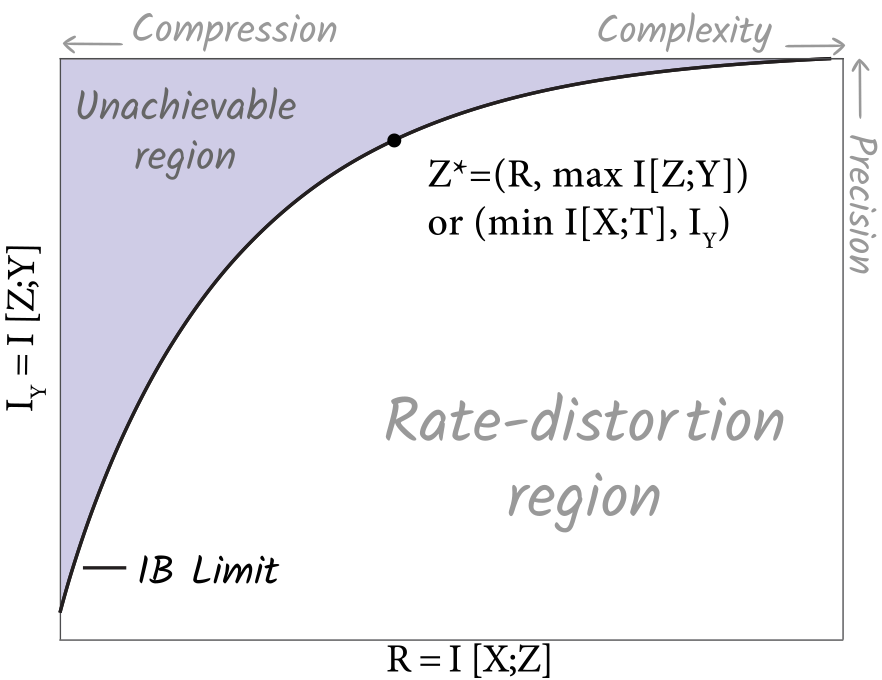 Compression
Complexity
Unachievable
region
Precision
Z*=(R, max I[Z;Y])
or (min I[X;T], I_Y)
I_Y = I [Z;Y]
Rate-distortion
region
IB Limit
R = I [X;Z]